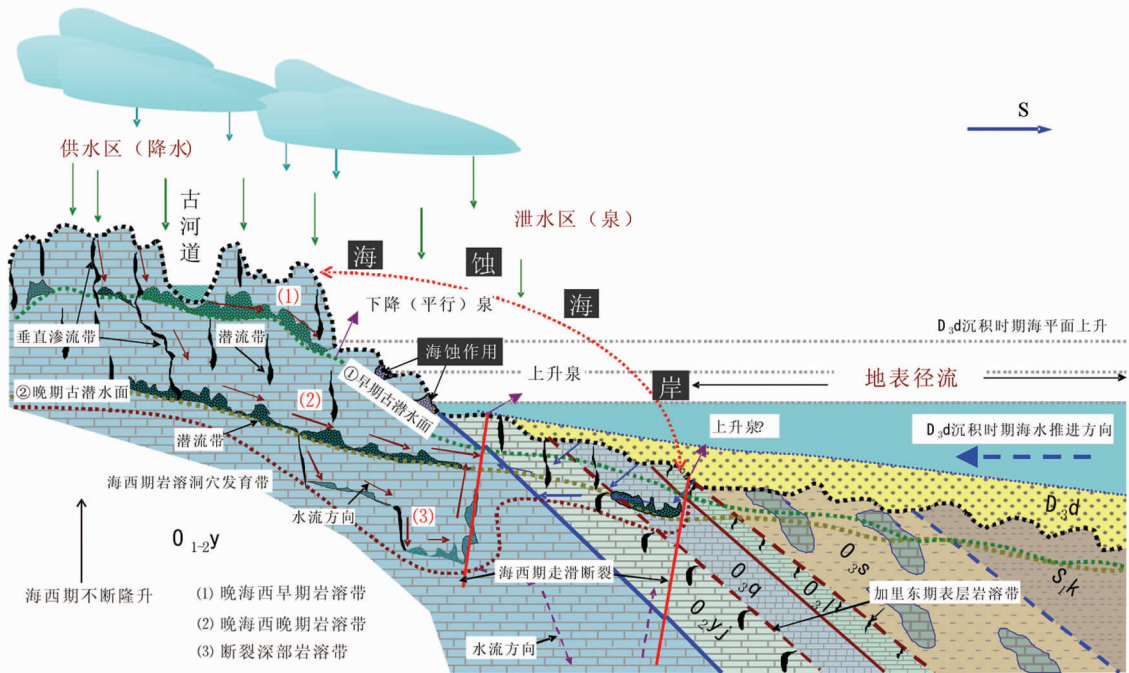 S
供水区（降水）
古河道
泄水区（泉）
海
蚀
海
岸
(1)
下降（平行）泉
D₃d沉积时期海平面上升
垂直渗流带
潜流带
海蚀作用
①早期古潜水面
上升泉
地表径流
②晚期古潜水面
(2)
潜流带
上升泉?
D₃d沉积时期海水推进方向
海西期岩溶洞穴发育带
水流方向
(3)
D₃d
O₁₋₂y
O₃s
S₁k
海西期走滑断裂
O₃q
O₃l
加里东期表层岩溶带
O₂yj
海西期不断隆升
(1) 晚海西早期岩溶带
(2) 晚海西晚期岩溶带
(3) 断裂深部岩溶带
水流方向